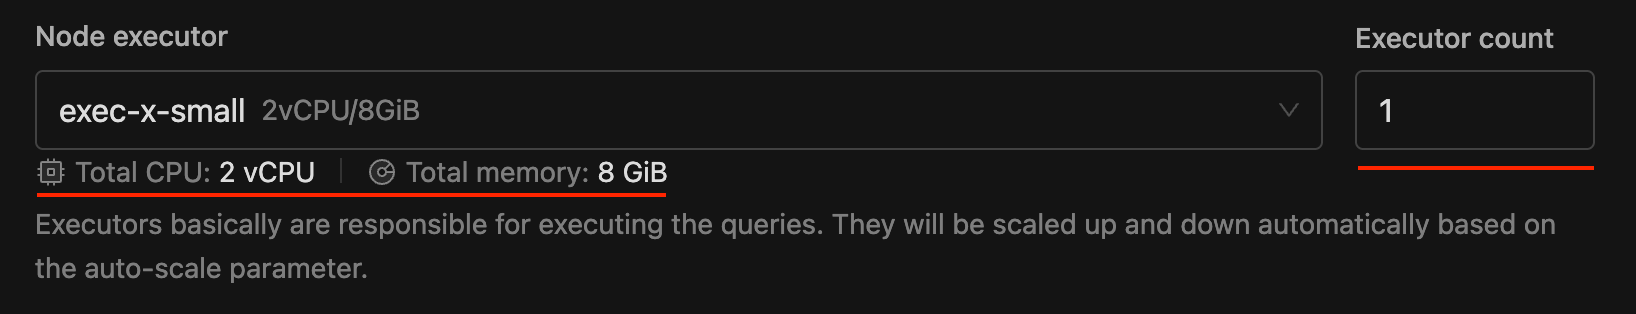 Node executor
Executor count
exec-x-small 2vCPU/8GiB
1
Total CPU: 2 vCPU
Total memory: 8 GiB
Executors basically are responsible for executing the queries. They will be scaled up and down automatically based on
the auto-scale parameter.